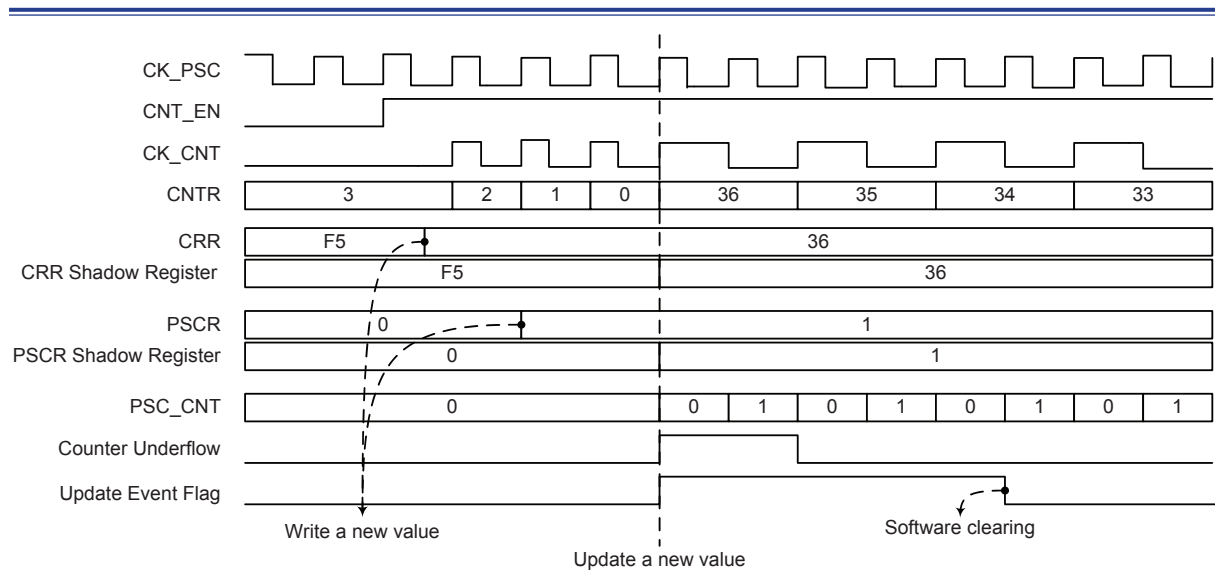 CK_PSC
CNT_EN
CK_CNT
CNTR 3 2 1 0 36 35 34 33
CRR F5 36
CRR Shadow Register F5 36
PSCR 0 1
PSCR Shadow Register 0 1
PSC_CNT 0 0 1 0 1 0 1 0 1
Counter Underflow
Update Event Flag
Write a new value Software clearing
Update a new value